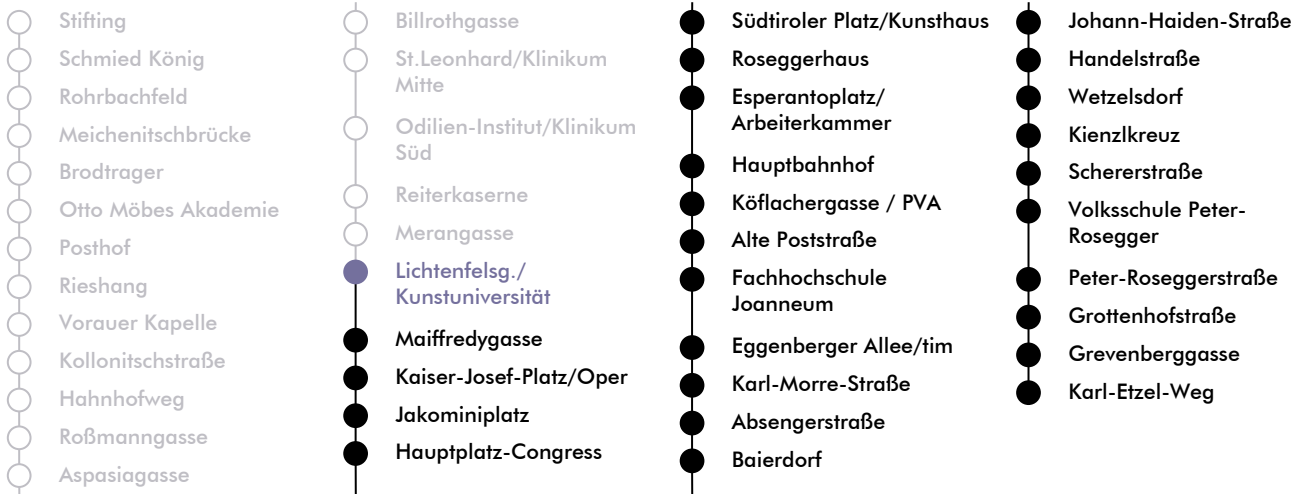 Stifting
Schmied König
Rohrbachfeld
Meichenitschbrücke
Brodtrager
Otto Möbes Akademie
Posthof
Rieshang
Vorauer Kapelle
Kollonitschstraße
Hahnhofweg
Roßmanngasse
Aspasiagasse
Billrothgasse
St.Leonhard/Klinikum
Mitte
Odilien-Institut/Klinikum
Süd
Reiterkaserne
Merangasse
Lichtenfelsg./
Kunstuniversität
Maiffredygasse
Kaiser-Josef-Platz/Oper
Jakominiplatz
Hauptplatz-Congress
Südtiroler Platz/Kunsthaus
Roseggerhaus
Esperantoplatz/
Arbeiterkammer
Hauptbahnhof
Köflachergasse / PVA
Alte Poststraße
Fachhochschule
Joanneum
Eggenberger Allee/tim
Karl-Morre-Straße
Absengerstraße
Baierdorf
Johann-Haiden-Straße
Handelstraße
Wetzelsdorf
Kienzlkreuz
Schererstraße
Volksschule Peter-
Rosegger
Peter-Roseggerstraße
Grottenhofstraße
Grevenberggasse
Karl-Etzel-Weg